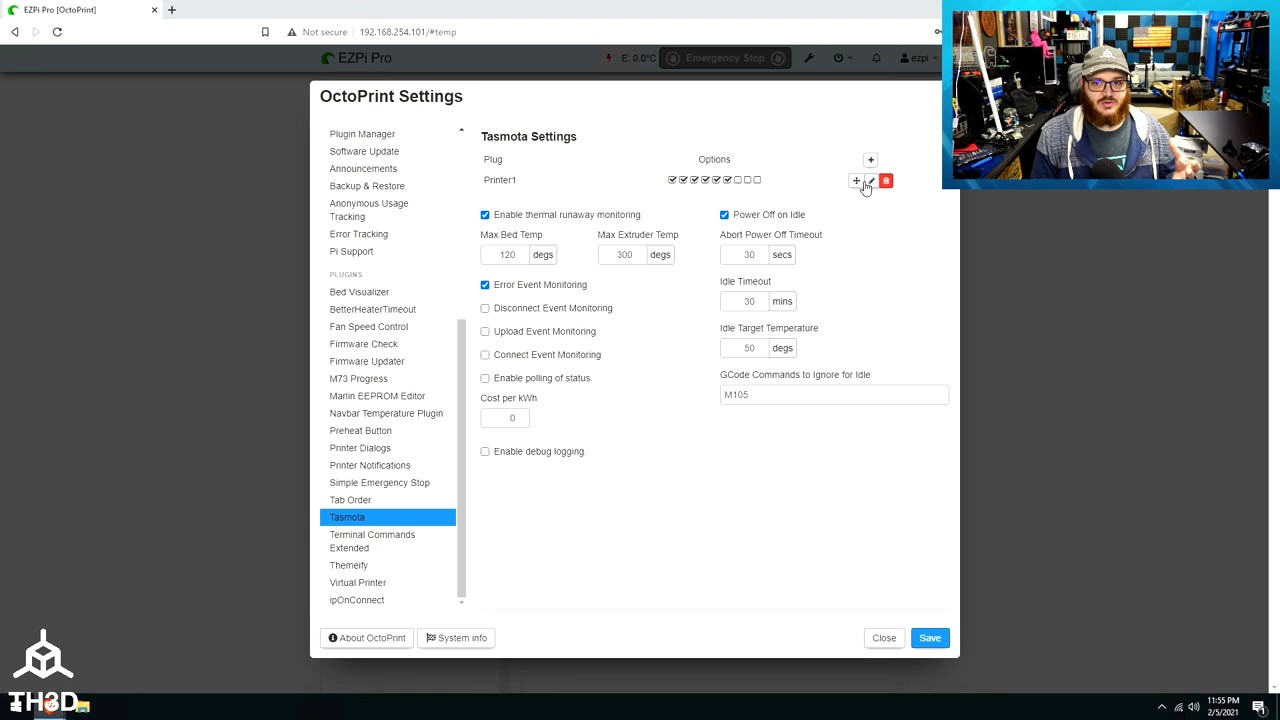 EZPi Pro [OctoPrint]
Not secure
192.168.254.101/#temp
EZPi Pro
E: 0.0°C
Emergency Stop
ezpi
OctoPrint Settings
Plugin Manager
Software Update
Announcements
Backup & Restore
Anonymous Usage
Tracking
Error Tracking
Pi Support
PLUGINS
Bed Visualizer
BetterHeaterTimeout
Fan Speed Control
Firmware Check
Firmware Updater
M73 Progress
Marlin EEPROM Editor
Navbar Temperature Plugin
Preheat Button
Printer Dialogs
Printer Notifications
Simple Emergency Stop
Tab Order
Tasmota
Terminal Commands
Extended
Themeify
Virtual Printer
ipOnConnect
Tasmota Settings
Plug
Options
Printer1
Enable thermal runaway monitoring.
Max Bed Temp
Max Extruder Temp
120 degs
300 degs
Error Event Monitoring
Disconnect Event Monitoring
Upload Event Monitoring
Connect Event Monitoring
Enable polling of status.
Cost per kWh
0
Enable debug logging.
Power Off on Idle
Abort Power Off Timeout
30 secs
Idle Timeout
30 mins
Idle Target Temperature
50 degs
GCode Commands to Ignore for Idle
M105
About OctoPrint
System info
Close
Save
TH3D
11:55 PM
2/5/2021